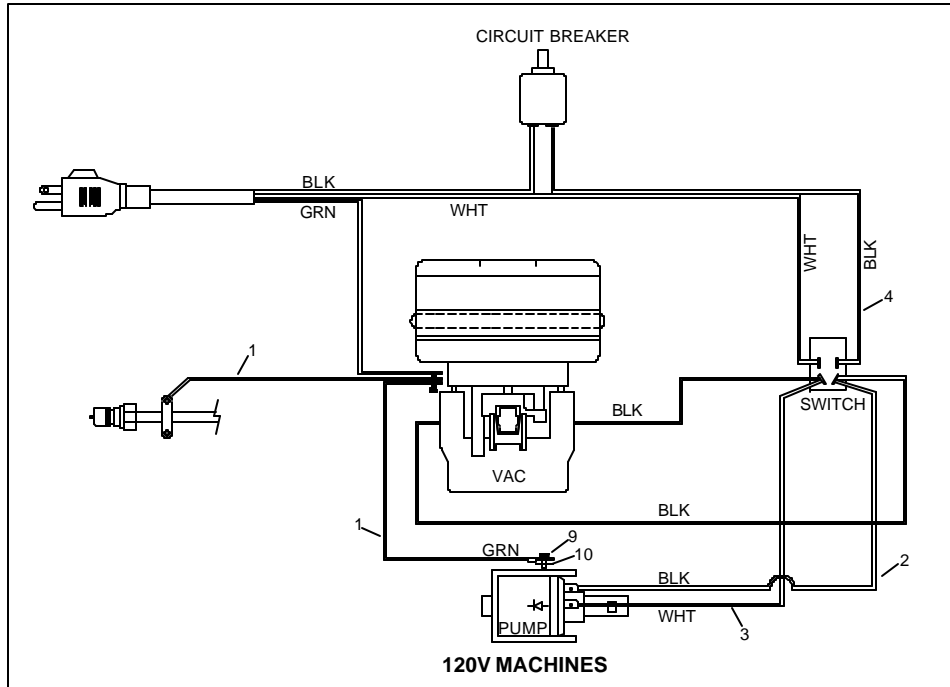 CIRCUIT BREAKER
BLK
GRN
WHT
WHT
BLK
4
1
SWITCH
BLK
VAC
BLK
1
9
GRN
10
BLK
2
WHT
3
PUMP
120V MACHINES